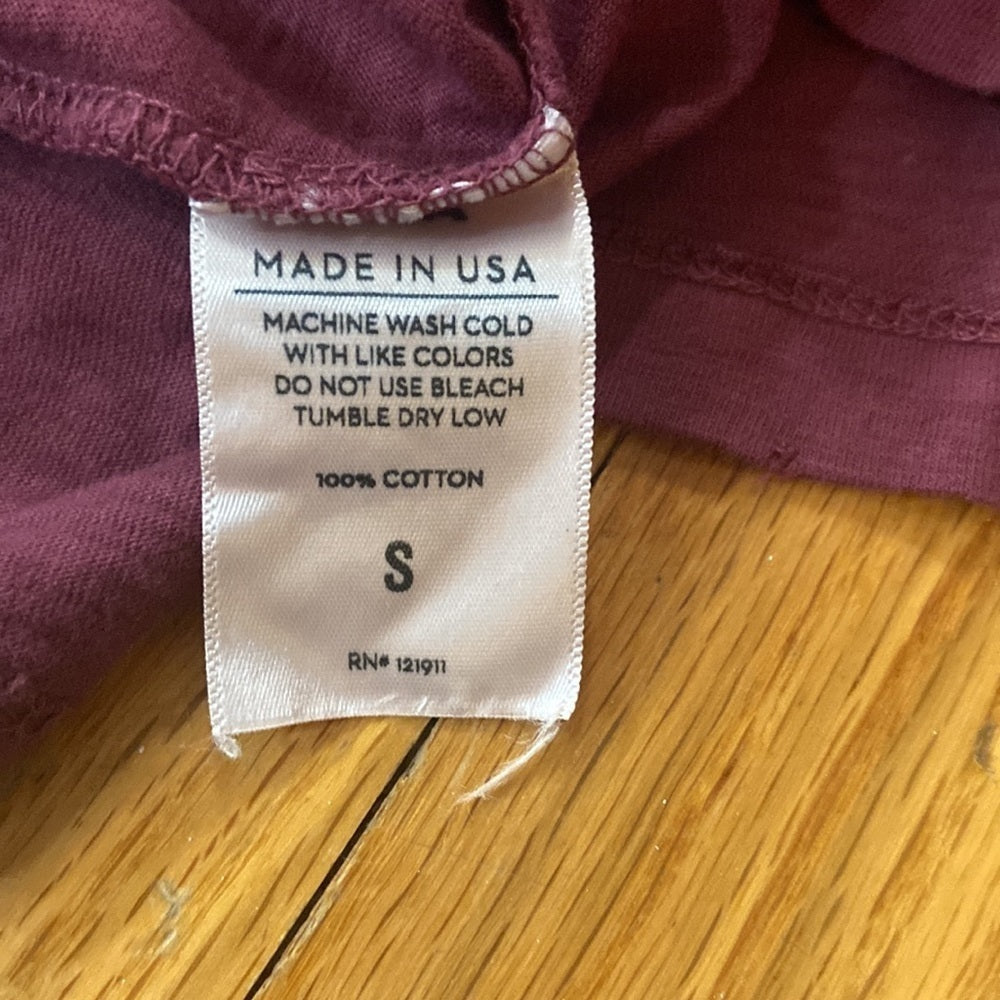 MADE IN USA
MACHINE WASH COLD
WITH LIKE COLORS
DO NOT USE BLEACH
TUMBLE DRY LOW
100% COTTON
S
RN# 121911